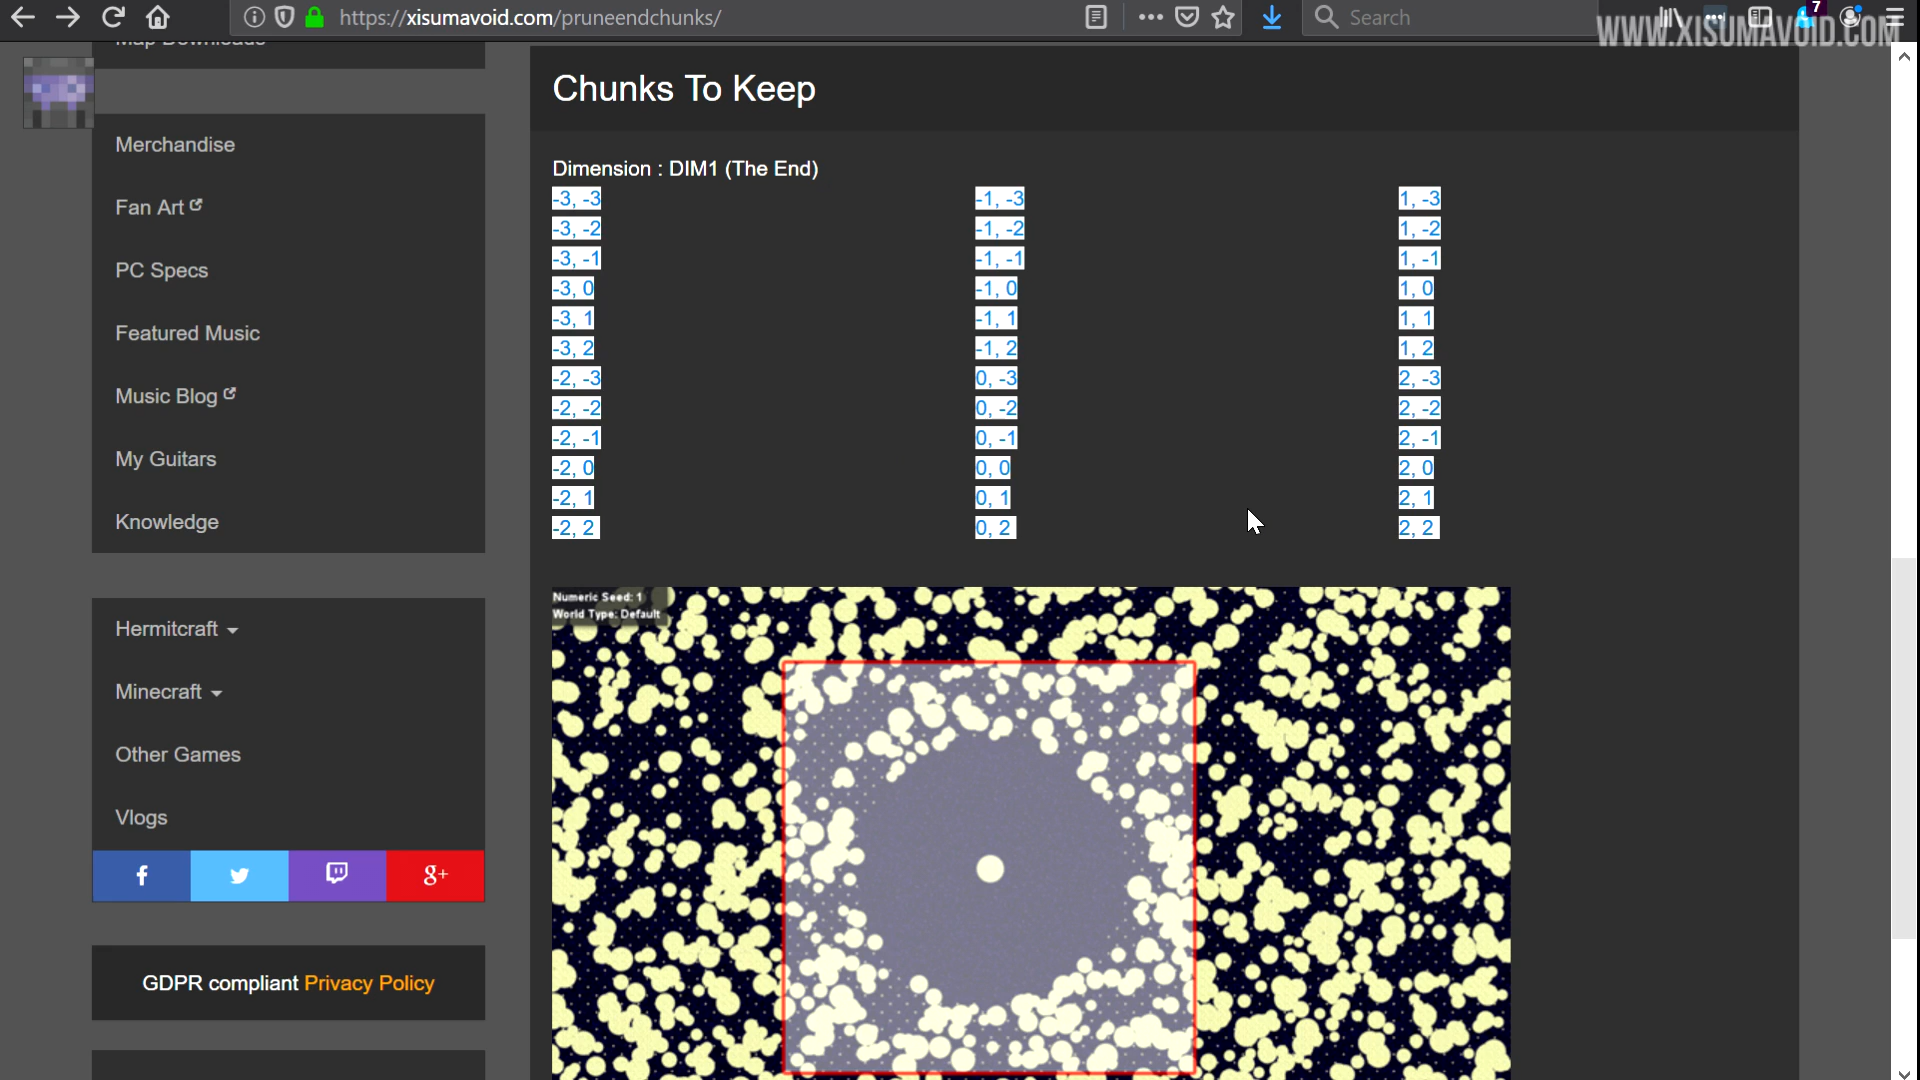 https://xisumavoid.com/pruneendchunks/
Search
7
WWW.XISUMAVOID.COM
Map Downloads
Merchandise
Fan Art
PC Specs
Featured Music
Music Blog
My Guitars
Knowledge
Hermitcraft
Minecraft
Other Games
Vlogs
f
g+
GDPR compliant Privacy Policy
Chunks To Keep
Dimension : DIM1 (The End)
-3, -3
-3, -2
-3, -1
-3, 0
-3, 1
-3, 2
-2, -3
-2, -2
-2, -1
-2, 0
-2, 1
-2, 2
-1, -3
-1, -2
-1, -1
-1, 0
-1, 1
-1, 2
0, -3
0, -2
0, -1
0, 0
0, 1
0, 2
1, -3
1, -2
1, -1
1, 0
1, 1
1, 2
2, -3
2, -2
2, -1
2, 0
2, 1
2, 2
Numeric Seed: 1
World Type: Default